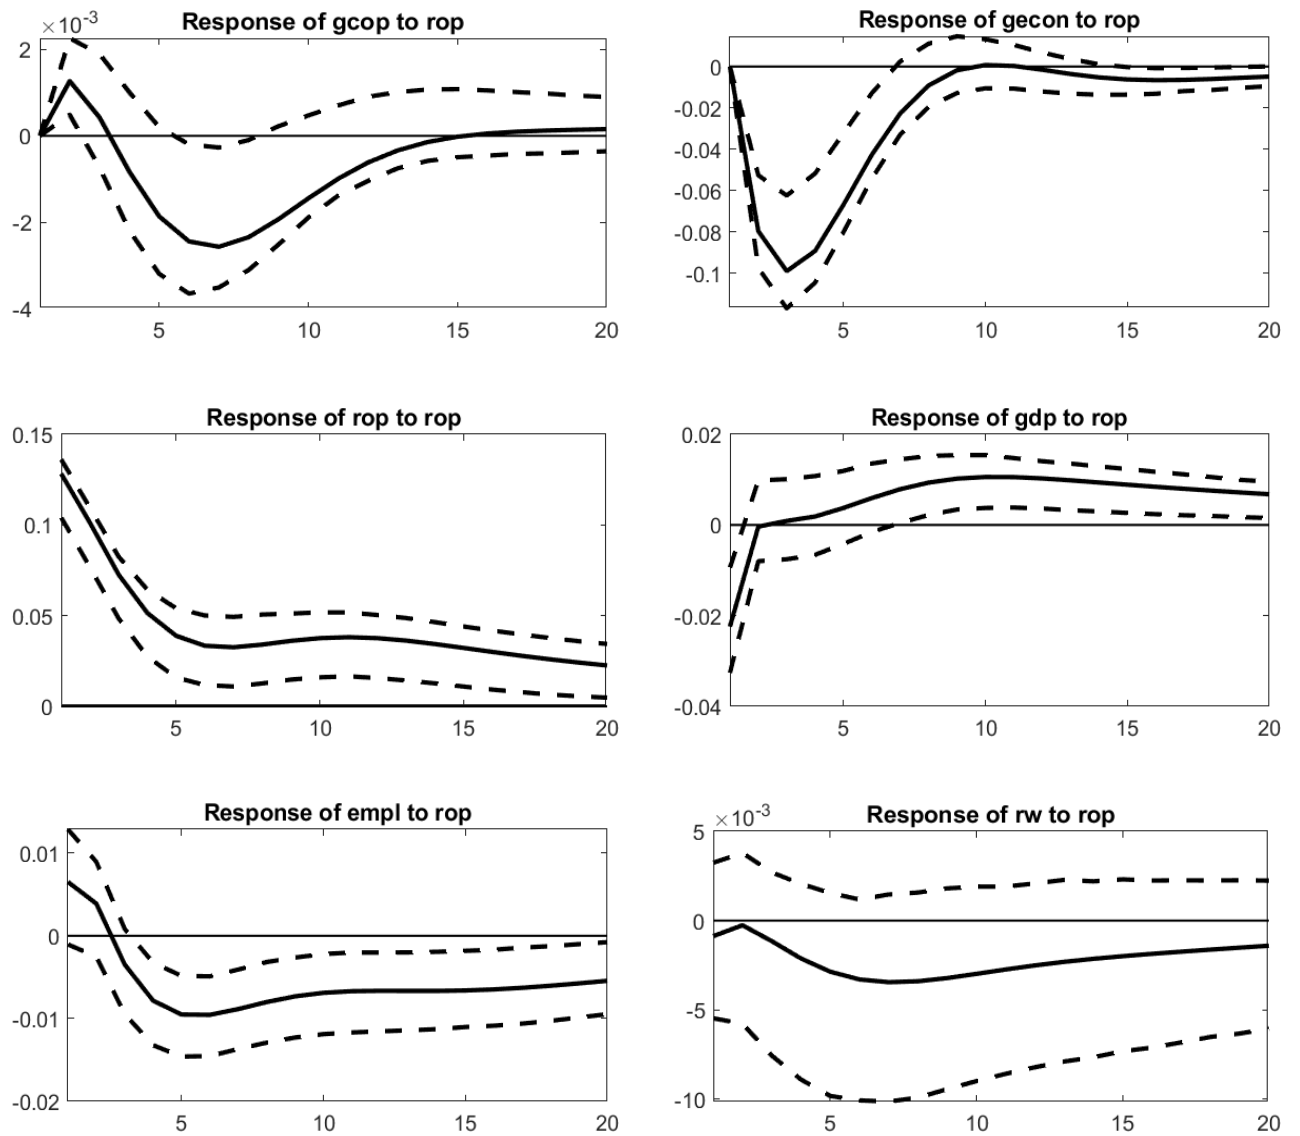 Response of gcop to rop
×10-3
2
0
-2
-4
5 10 15 20
Response of gecon to rop
0
-0.02
-0.04
-0.06
-0.08
-0.1
5 10 15 20
Response of rop to rop
0.15
0.1
0.05
0
5 10 15 20
Response of gdp to rop
0.02
0
-0.02
-0.04
5 10 15 20
Response of empl to rop
0.01
0
-0.01
-0.02
5 10 15 20
Response of rw to rop
×10-3
5
0
-5
-10
5 10 15 20